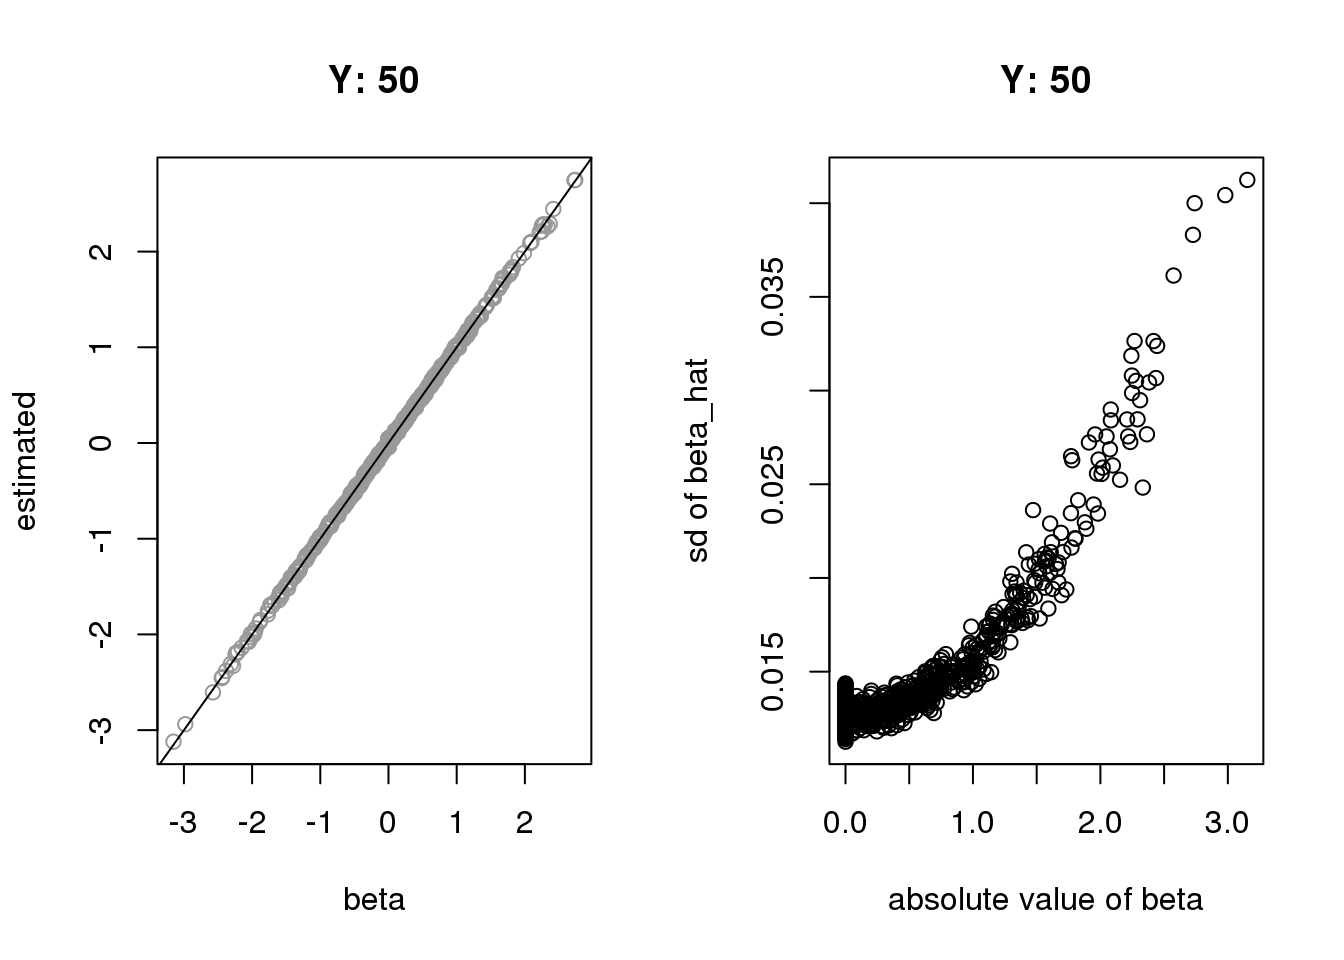 Y: 50
estimated
2
1
0
-1
-2
-3
-3 -2 -1 0 1 2
beta
Y: 50
sd of beta_hat
0.035
0.025
0.015
0.0 1.0 2.0 3.0
absolute value of beta